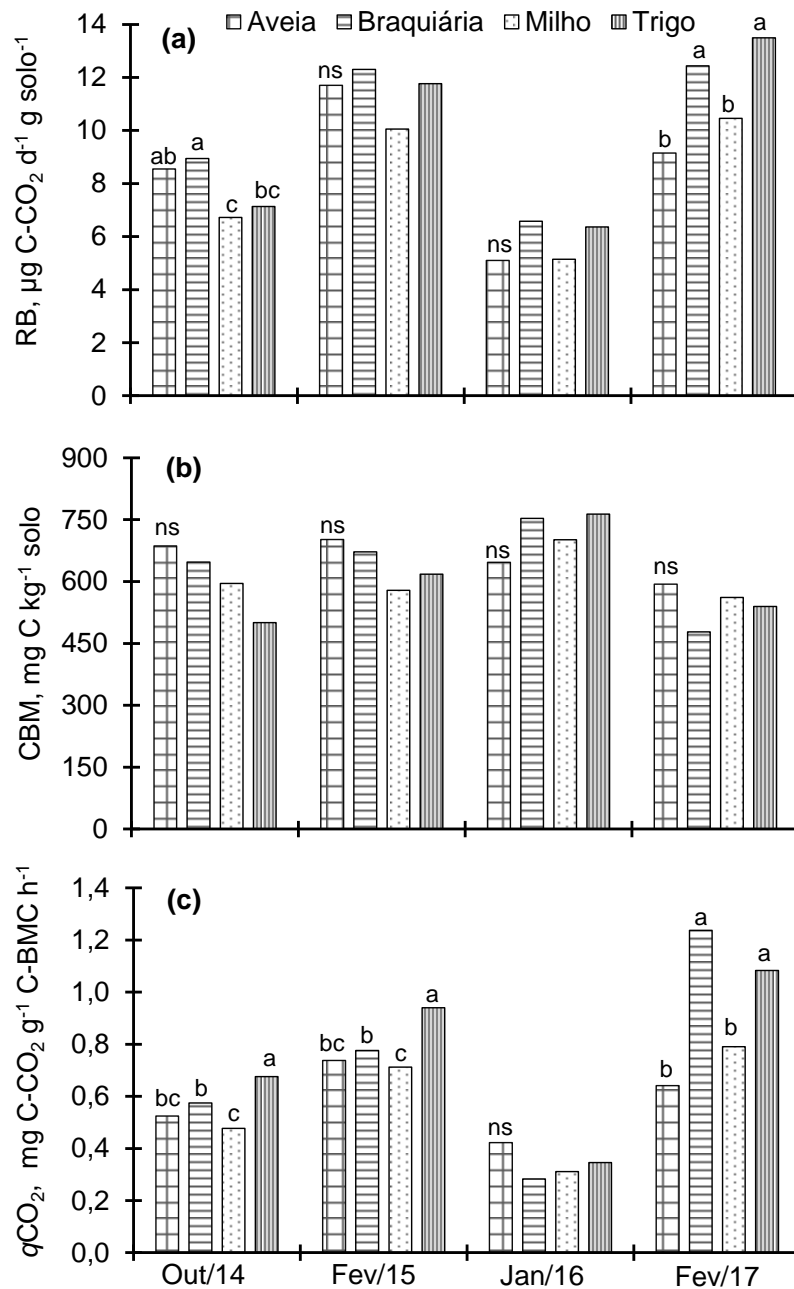 (a)
Aveia Braquiária Milho Trigo
RB, µg C-CO₂ d⁻¹ g solo⁻¹
14
12
10
8
6
4
2
0
ab a c bc
ns
ns
b a b a
(b)
CBM, mg C kg⁻¹ solo
900
750
600
450
300
150
0
ns
ns
ns
ns
(c)
qCO₂, mg C-CO₂ g⁻¹ C-BMC h⁻¹
1,4
1,2
1,0
0,8
0,6
0,4
0,2
0,0
bc b c a
bc b c a
ns
b a b a
Out/14 Fev/15 Jan/16 Fev/17